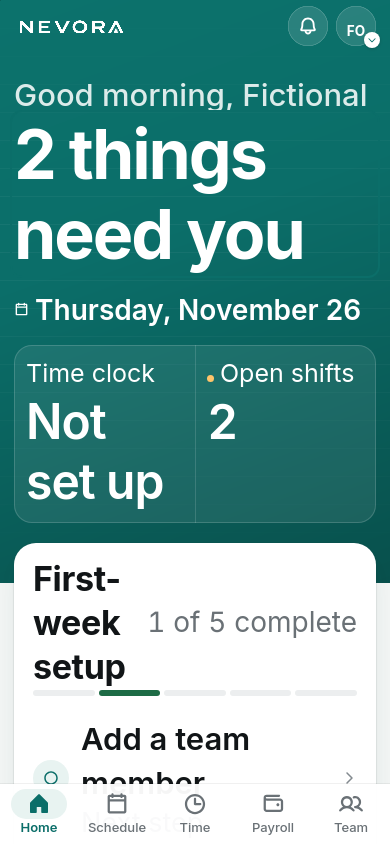 NEVORA
FO
Good morning, Fictional
2 things
need you
Thursday, November 26
Time clock
Not
set up
Open shifts
2
First-
week
setup
1 of 5 complete
Add a team
member
Home
Schedule
Time
Payroll
Team